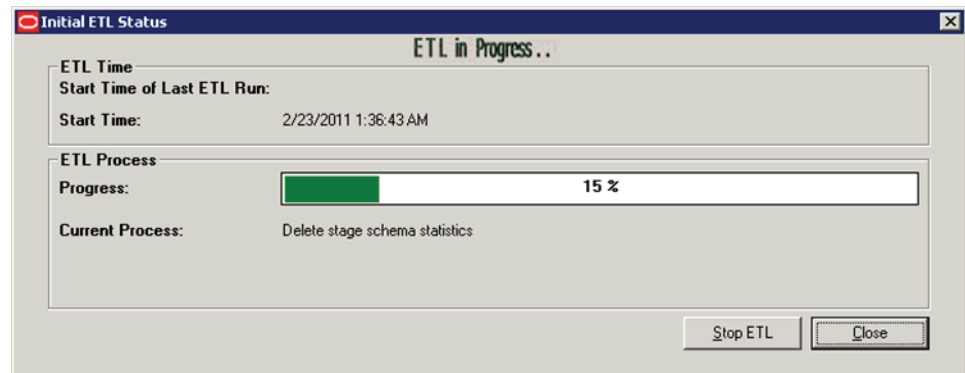 Initial ETL Status
ETL in Progress..
ETL Time
Start Time of Last ETL Run:
Start Time: 2/23/2011 1:36:43 AM
ETL Process
Progress: 15 %
Current Process: Delete stage schema statistics
Stop ETL Close